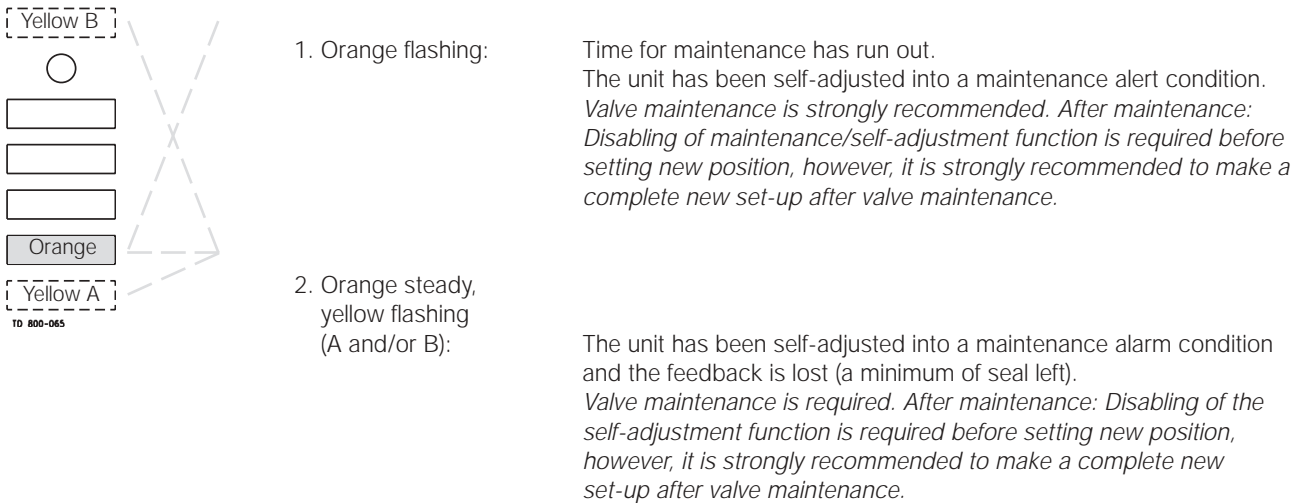 Yellow B
Orange
Yellow A
TD 800-065
1. Orange flashing:
Time for maintenance has run out.
The unit has been self-adjusted into a maintenance alert condition.
Valve maintenance is strongly recommended. After maintenance:
Disabling of maintenance/self-adjustment function is required before
setting new position, however, it is strongly recommended to make a
complete new set-up after valve maintenance.
2. Orange steady,
yellow flashing
(A and/or B):
The unit has been self-adjusted into a maintenance alarm condition
and the feedback is lost (a minimum of seal left).
Valve maintenance is required. After maintenance: Disabling of the
self-adjustment function is required before setting new position,
however, it is strongly recommended to make a complete new
set-up after valve maintenance.